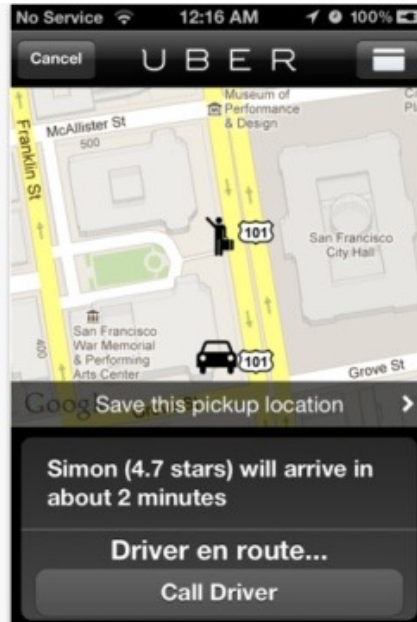 No Service 12:16 AM 100%
Cancel
UBER
Museum of
Performance
& Design
McAllister St
500
Franklin St
101
San Francisco
City Hall
San Francisco
War Memorial
& Performing
Arts Center
400
101
Grove St
Google
Save this pickup location
Simon (4.7 stars) will arrive in
about 2 minutes
Driver en route...
Call Driver